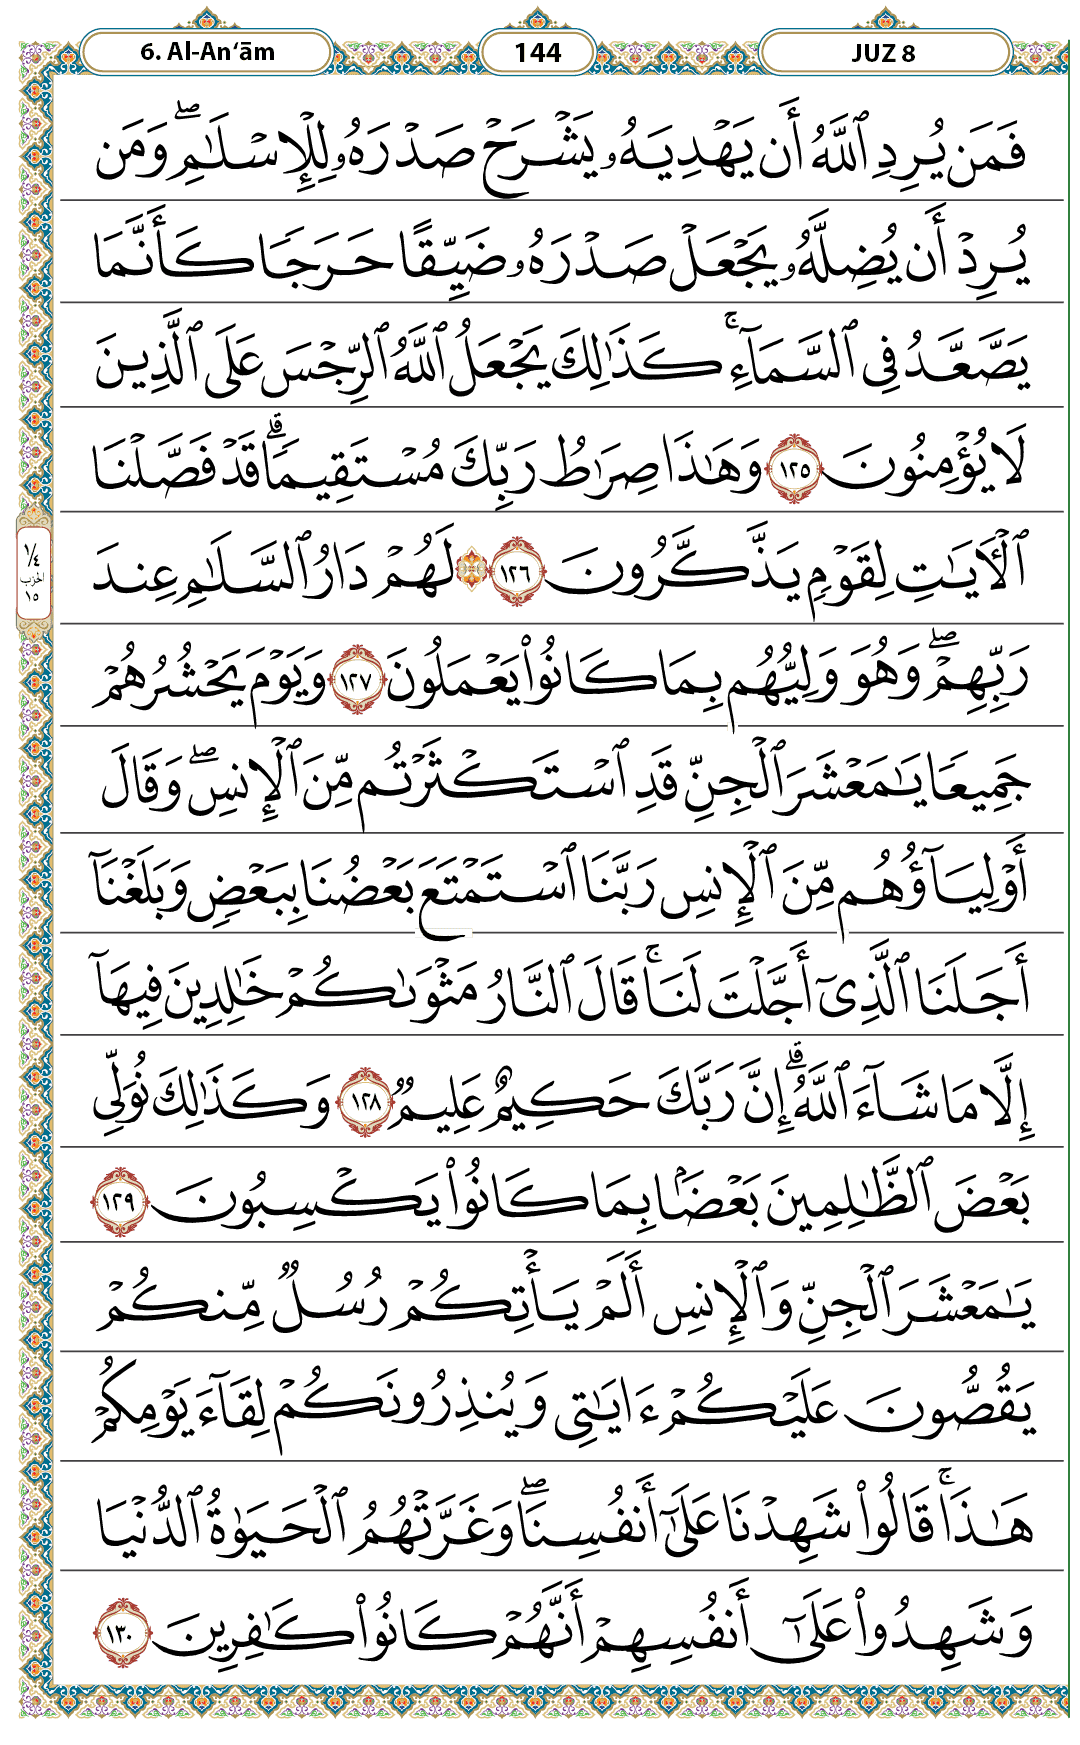 6. Al-An‘ām
144
JUZ 8
فَمَن يُرِدِ ٱللَّهُ أَن يَهْدِيَهُۥ يَشْرَحْ صَدْرَهُۥ لِلْإِسْلَٰمِ ۖ وَمَن
يُرِدْ أَن يُضِلَّهُۥ يَجْعَلْ صَدْرَهُۥ ضَيِّقًا حَرَجًا كَأَنَّمَا
يَصَّعَّدُ فِى ٱلسَّمَآءِ ۚ كَذَٰلِكَ يَجْعَلُ ٱللَّهُ ٱلرِّجْسَ عَلَى ٱلَّذِينَ
لَا يُؤْمِنُونَ ١٢٥ وَهَٰذَا صِرَٰطُ رَبِّكَ مُسْتَقِيمًا ۗ قَدْ فَصَّلْنَا
ٱلْـَٔايَٰتِ لِقَوْمٍ يَذَّكَّرُونَ ١٢٦ ۞ لَهُمْ دَارُ ٱلسَّلَٰمِ عِندَ
١/٤
الحزب
١٥
رَبِّهِمْ ۖ وَهُوَ وَلِيُّهُم بِمَا كَانُوا۟ يَعْمَلُونَ ١٢٧ وَيَوْمَ يَحْشُرُهُمْ
جَمِيعًا يَٰمَعْشَرَ ٱلْجِنِّ قَدِ ٱسْتَكْثَرْتُم مِّنَ ٱلْإِنسِ ۖ وَقَالَ
أَوْلِيَآؤُهُم مِّنَ ٱلْإِنسِ رَبَّنَا ٱسْتَمْتَعَ بَعْضُنَا بِبَعْضٍ وَبَلَغْنَآ
أَجَلَنَا ٱلَّذِىٓ أَجَّلْتَ لَنَا ۚ قَالَ ٱلنَّارُ مَثْوَىٰكُمْ خَٰلِدِينَ فِيهَآ
إِلَّا مَا شَآءَ ٱللَّهُ ۗ إِنَّ رَبَّكَ حَكِيمٌ عَلِيمٌ ١٢٨ وَكَذَٰلِكَ نُوَلِّى
بَعْضَ ٱلظَّٰلِمِينَ بَعْضًۢا بِمَا كَانُوا۟ يَكْسِبُونَ ١٢٩
يَٰمَعْشَرَ ٱلْجِنِّ وَٱلْإِنسِ أَلَمْ يَأْتِكُمْ رُسُلٌ مِّنكُمْ
يَقُصُّونَ عَلَيْكُمْ ءَايَٰتِى وَيُنذِرُونَكُمْ لِقَآءَ يَوْمِكُمْ
هَٰذَا ۚ قَالُوا۟ شَهِدْنَا عَلَىٰٓ أَنفُسِنَا ۖ وَغَرَّتْهُمُ ٱلْحَيَوٰةُ ٱلدُّنْيَا
وَشَهِدُوا۟ عَلَىٰٓ أَنفُسِهِمْ أَنَّهُمْ كَانُوا۟ كَٰفِرِينَ ١٣٠